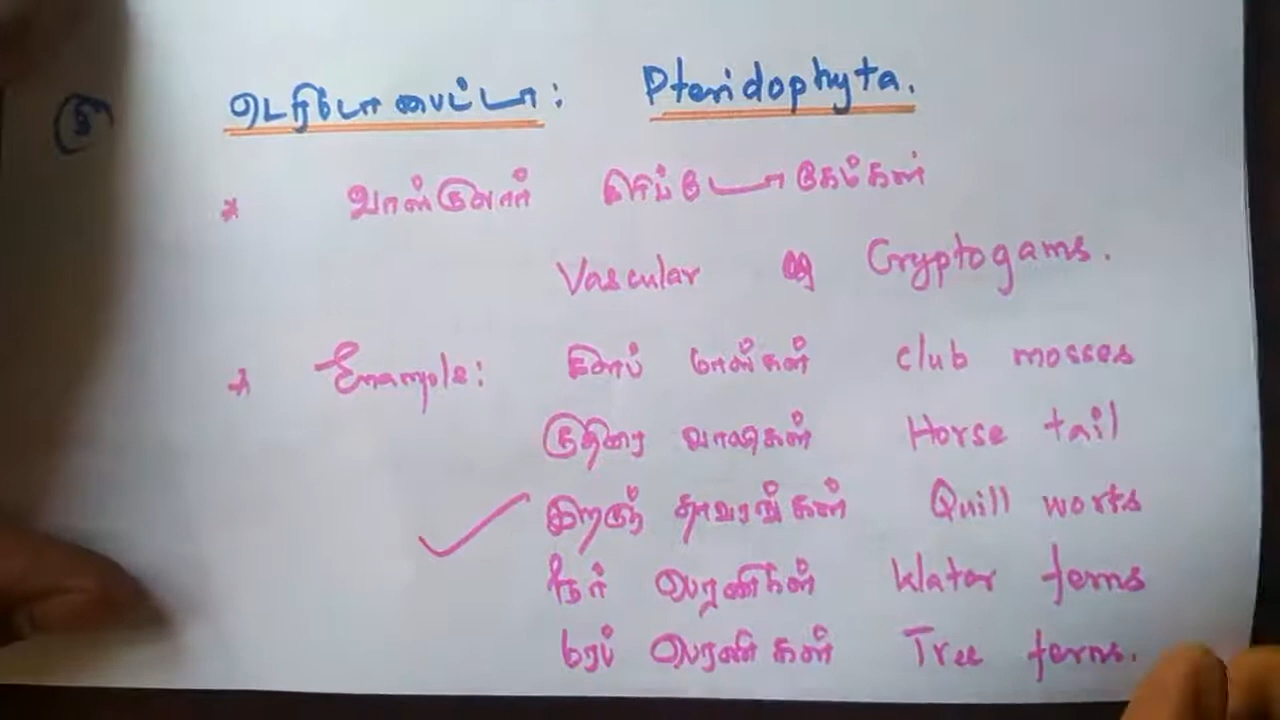 டெரிடோபைட்டா : Pteridophyta.
* வாஸ்குலார் கிரிப்டோகேம்கள்
Vascular Cryptogams.
* Example: கிளப் மாஸ்கள் club mosses
குதிரை வாலிகள் Horse tail
தாவரங்கள் Quill worts
நீர் பெரணிகள் Water ferns
மரப் பெரணிகள் Tree ferns.